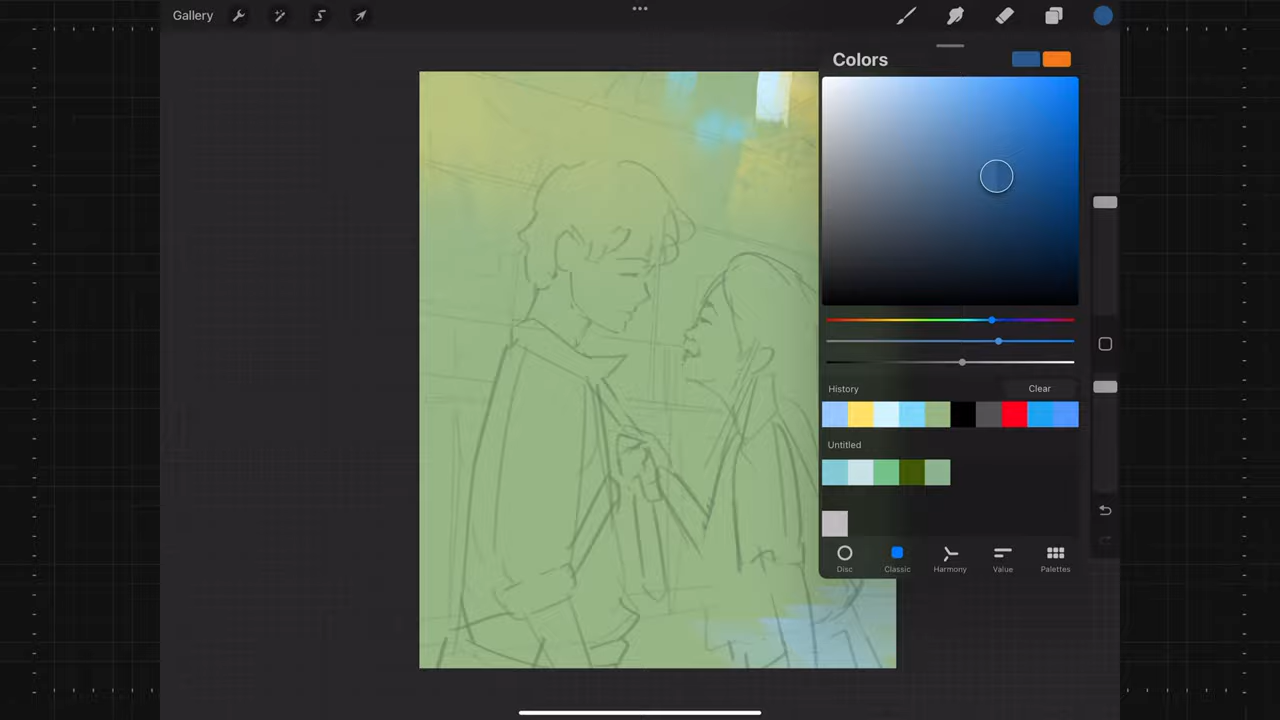 Gallery
Colors
History
Clear
Untitled
Disc
Classic
Harmony
Value
Palettes